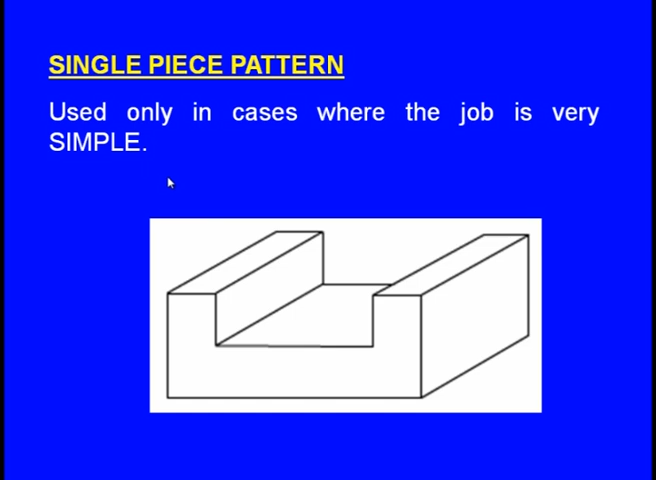 SINGLE PIECE PATTERN
Used only in cases where the job is very
SIMPLE.